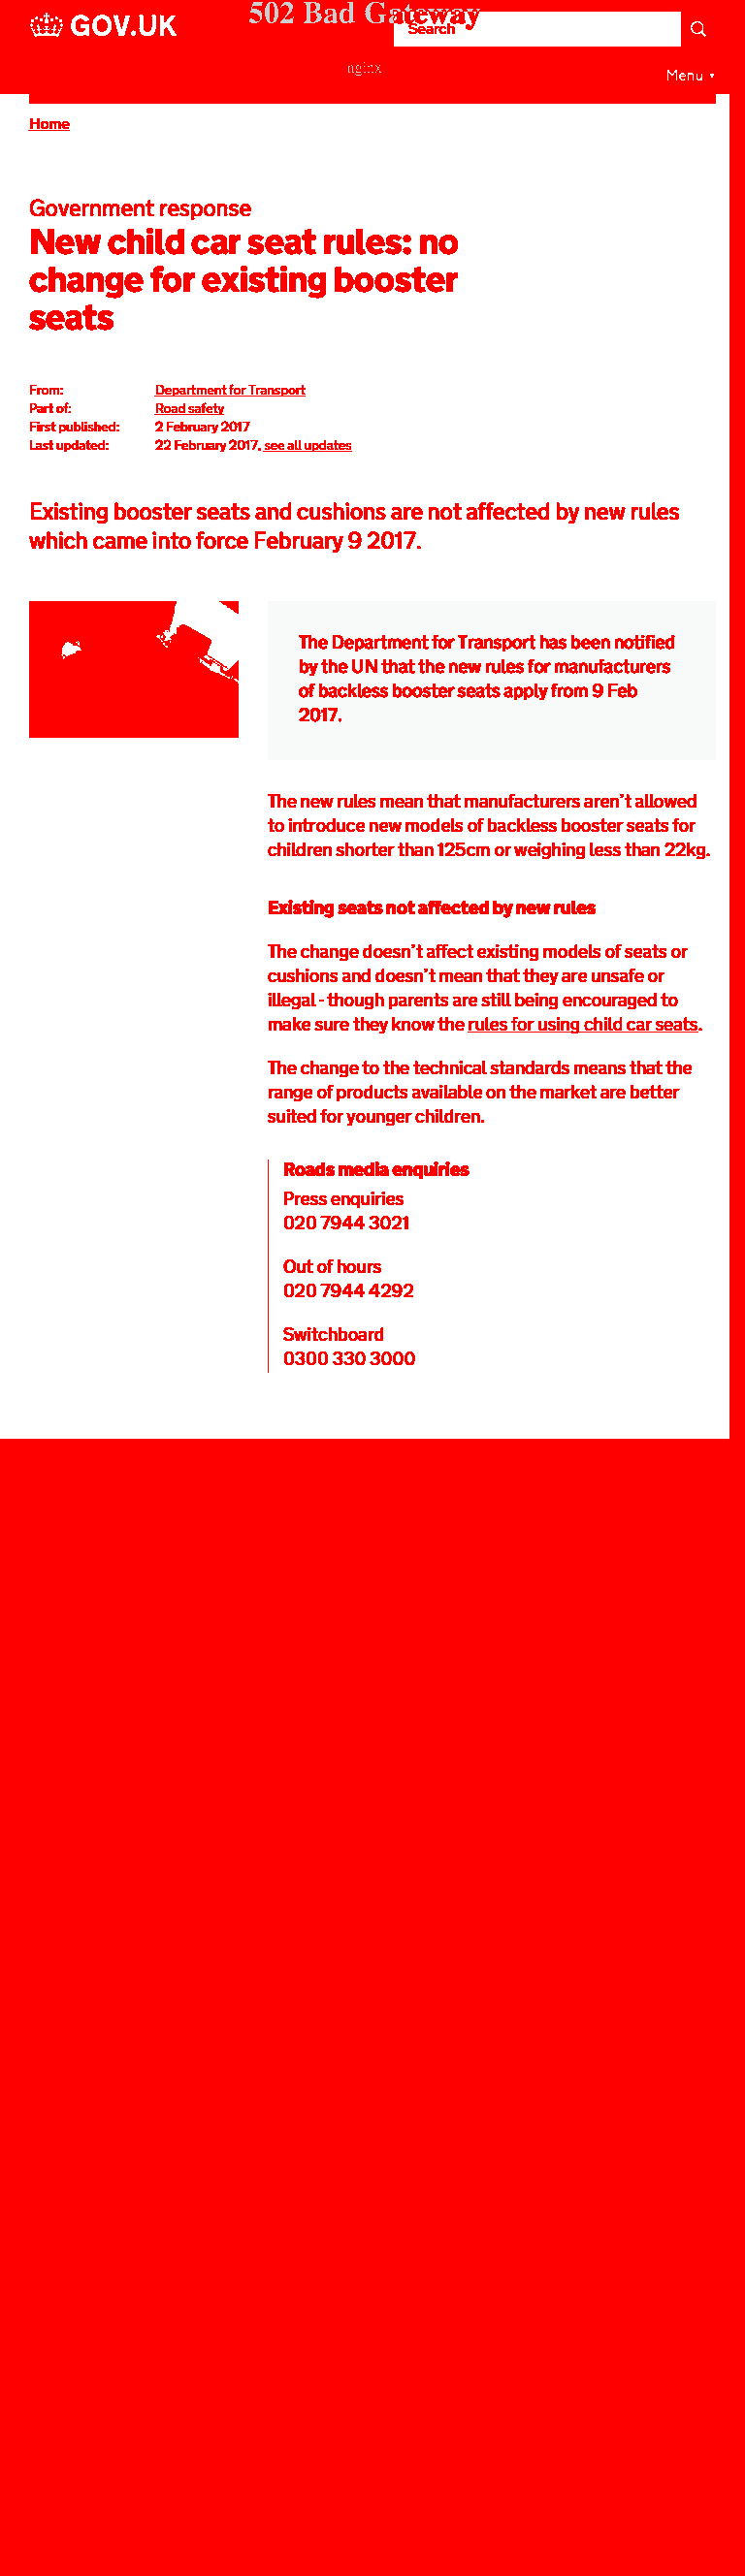 502 Bad Gateway
GOV.UK
Search
nginx
Menu
Home
Government response
New child car seat rules: no
change for existing booster
seats
From: Department for Transport
Part of: Road safety
First published: 2 February 2017
Last updated: 22 February 2017, see all updates
Existing booster seats and cushions are not affected by new rules
which came into force February 9 2017.
The Department for Transport has been notified
by the UN that the new rules for manufacturers
of backless booster seats apply from 9 Feb
2017.
The new rules mean that manufacturers aren't allowed
to introduce new models of backless booster seats for
children shorter than 125cm or weighing less than 22kg.
Existing seats not affected by new rules
The change doesn't affect existing models of seats or
cushions and doesn't mean that they are unsafe or
illegal - though parents are still being encouraged to
make sure they know the rules for using child car seats.
The change to the technical standards means that the
range of products available on the market are better
suited for younger children.
Roads media enquiries
Press enquiries
020 7944 3021
Out of hours
020 7944 4292
Switchboard
0300 330 3000